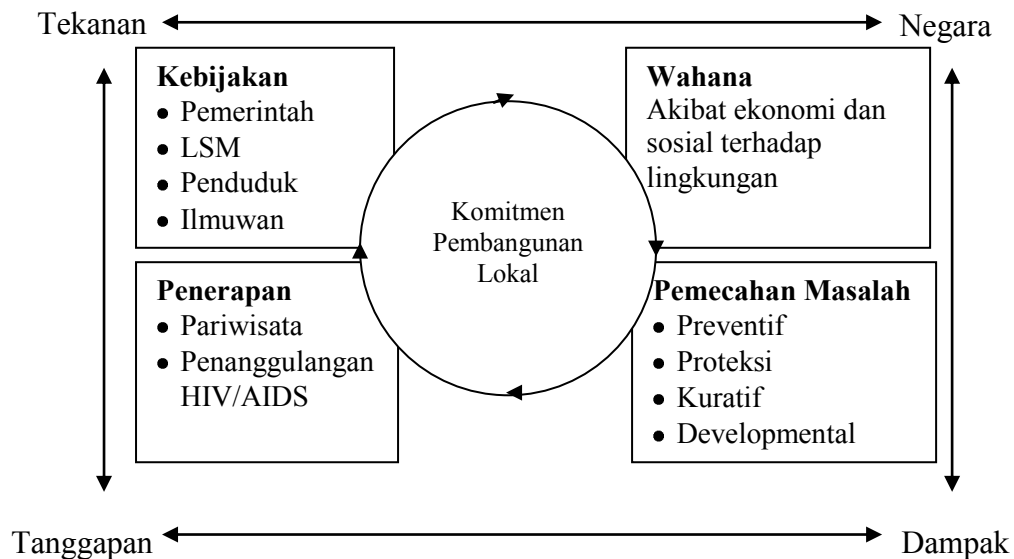 Tekanan
Negara
Kebijakan
• Pemerintah
• LSM
• Penduduk
• Ilmuwan
Wahana
Akibat ekonomi dan
sosial terhadap
lingkungan
Komitmen
Pembangunan
Lokal
Penerapan
• Pariwisata
• Penanggulangan
HIV/AIDS
Pemecahan Masalah
• Preventif
• Proteksi
• Kuratif
• Developmental
Tanggapan
Dampak